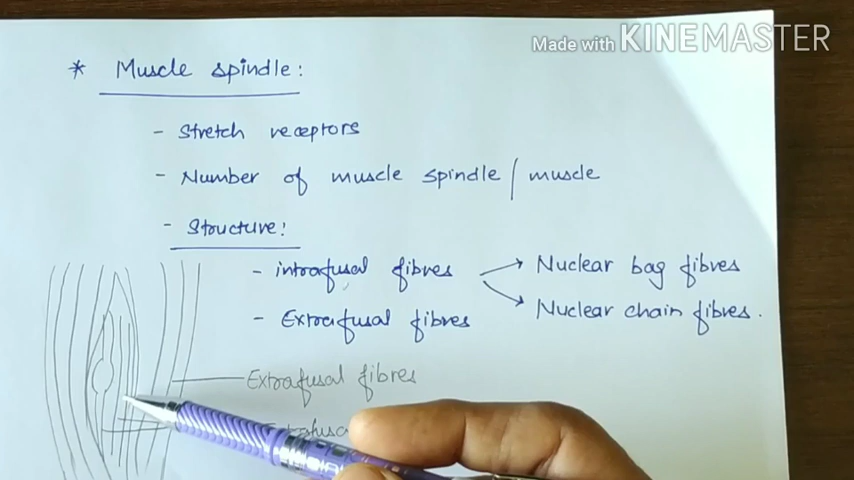 Made with KINEMASTER
* Muscle spindle:
- Stretch receptors
- Number of muscle spindle / muscle
- Structure:
- intrafusal fibres → Nuclear bag fibres
→ Nuclear chain fibres.
- Extrafusal fibres
Extrafusal fibres